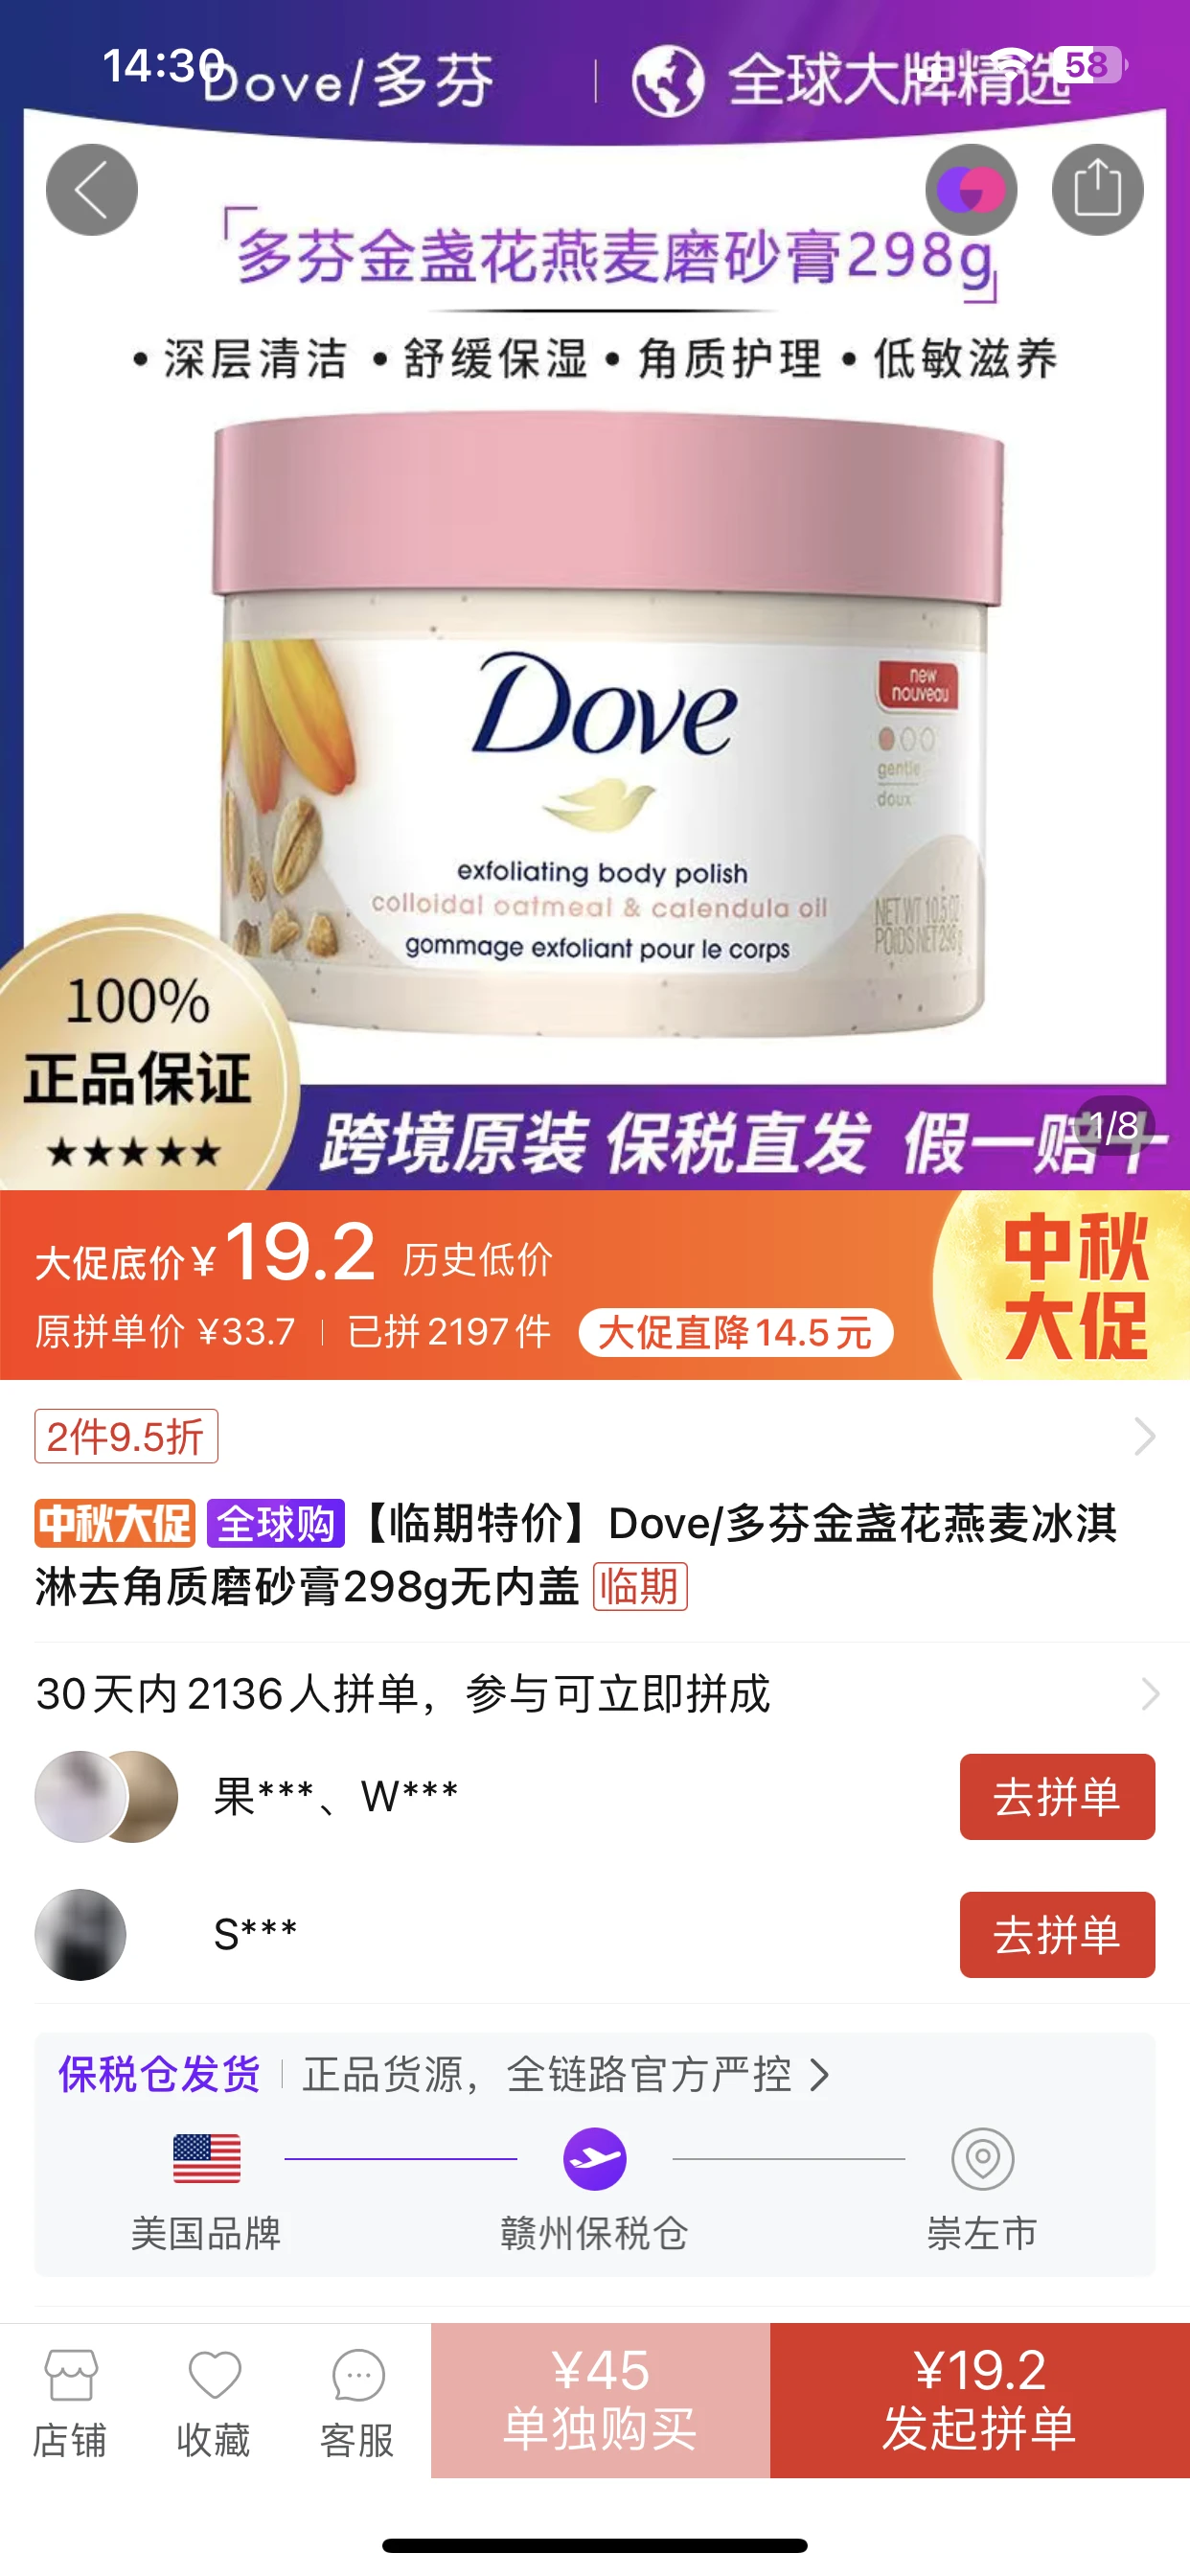 14:30
58
Dove/多芬 | 全球大牌精选
多芬金盏花燕麦磨砂膏298g
•深层清洁 •舒缓保湿 •角质护理 •低敏滋养
Dove
new
nouveau
gentle
doux
exfoliating body polish
colloidal oatmeal & calendula oil
gommage exfoliant pour le corps
NET WT 10.5 OZ
POIDS NET 298 g
100%
正品保证
★★★★★
跨境原装 保税直发 假一赔十
1/8
大促底价¥19.2 历史低价
原拼单价 ¥33.7 | 已拼2197件 大促直降14.5元
中秋
大促
2件9.5折
中秋大促 全球购 【临期特价】Dove/多芬金盏花燕麦冰淇
淋去角质磨砂膏298g无内盖 临期
30天内2136人拼单，参与可立即拼成
果***、W***
去拼单
S***
去拼单
保税仓发货 | 正品货源，全链路官方严控
美国品牌
赣州保税仓
崇左市
店铺
收藏
客服
¥45
单独购买
¥19.2
发起拼单